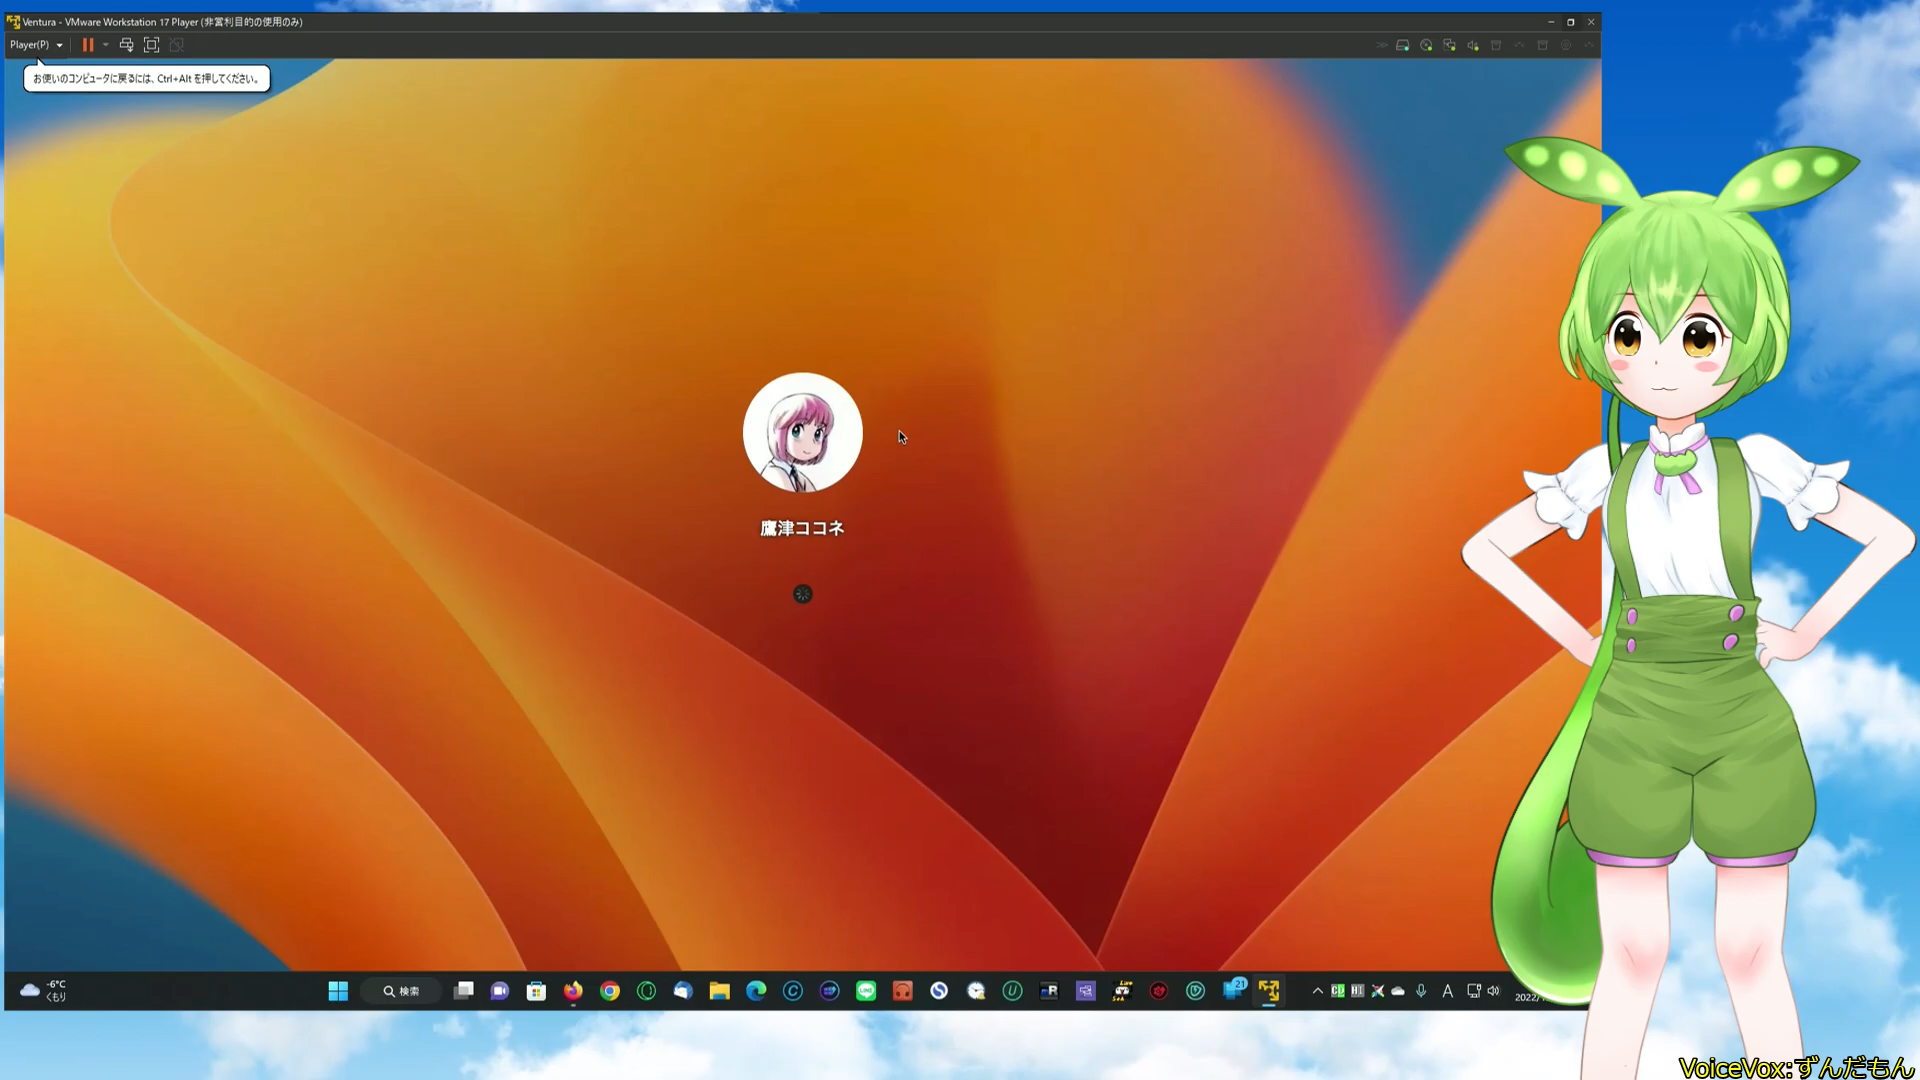 Ventura - VMware Workstation 17 Player (非営利目的の使用のみ)
Player(P)
お使いのコンピュータに戻るには、Ctrl+Alt を押してください。
鷹津ココネ
-6°C
くもり
検索
LINE
21
A
2022/
VoiceVox:ずんだもん